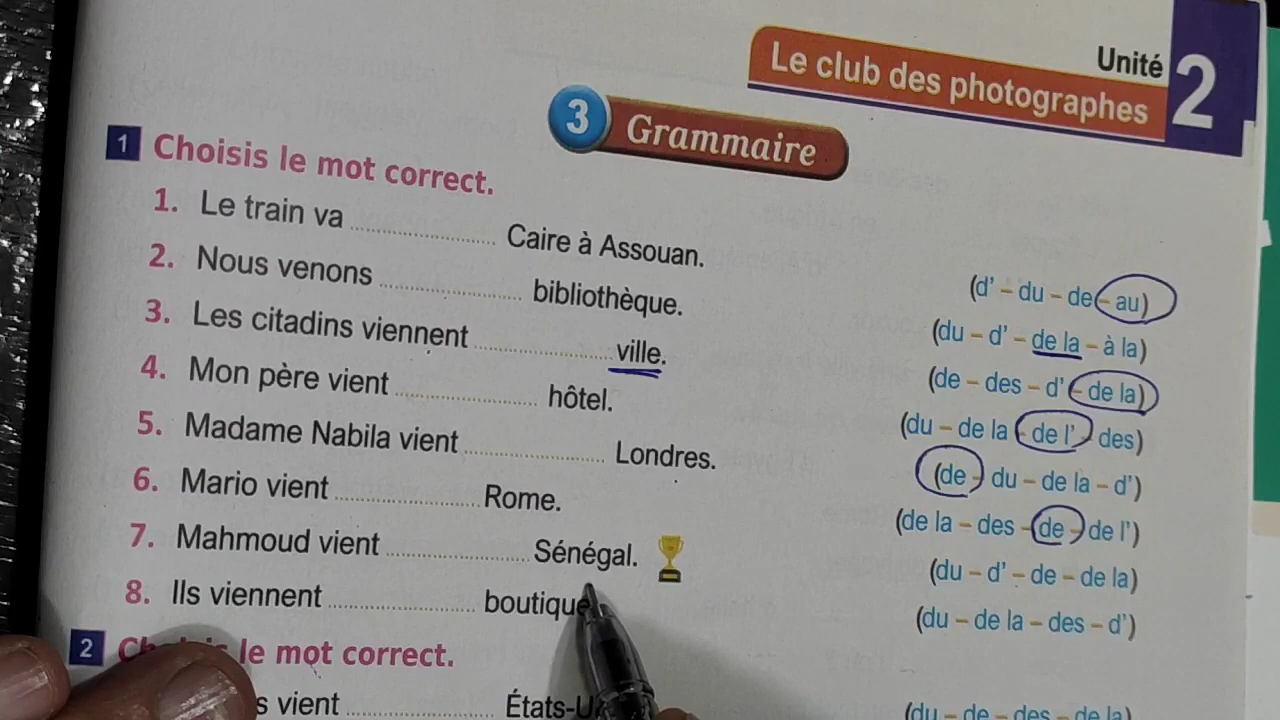 Unité 2
Le club des photographes
3 Grammaire
1 Choisis le mot correct.
1. Le train va .................... Caire à Assouan. (d' – du – de – au)
2. Nous venons .................... bibliothèque. (du – d' – de la – à la)
3. Les citadins viennent .................... ville. (de – des – d' – de la)
4. Mon père vient .................... hôtel. (du – de la – de l' – des)
5. Madame Nabila vient .................... Londres. (de – du – de la – d')
6. Mario vient .................... Rome. (de la – des – de – de l')
7. Mahmoud vient .................... Sénégal. (du – d' – de – de la)
8. Ils viennent .................... boutique (du – de la – des – d')
2 le mot correct.
s vient .................... États-U (du – de – des – de la)